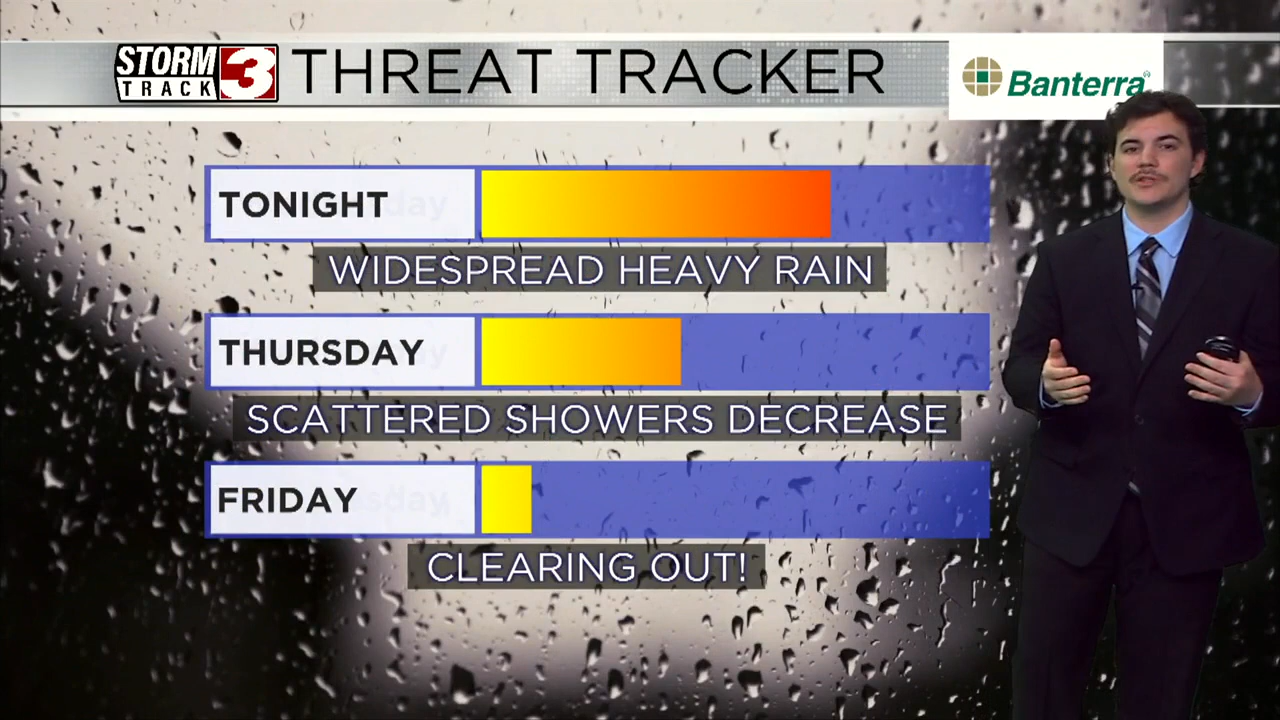 STORM TRACK 3 THREAT TRACKER
Banterra
TONIGHT
WIDESPREAD HEAVY RAIN
THURSDAY
SCATTERED SHOWERS DECREASE
FRIDAY
CLEARING OUT!